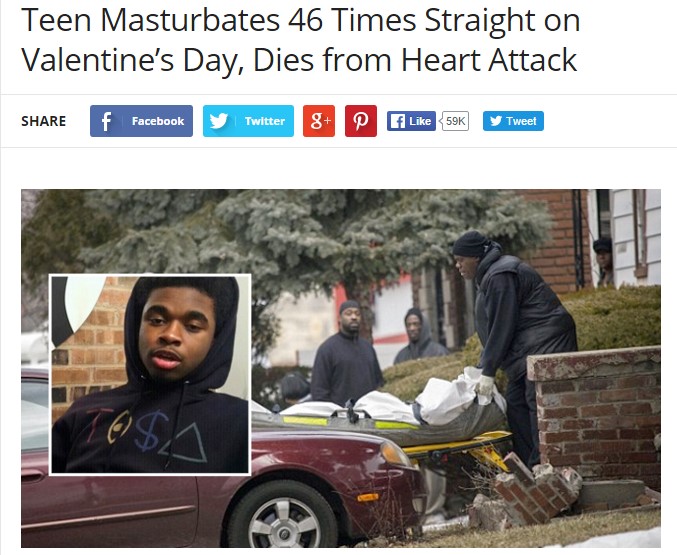 Teen Masturbates 46 Times Straight on
Valentine's Day, Dies from Heart Attack
SHARE f Facebook Twitter g+ f Like 59K Tweet
T Θ $ Δ